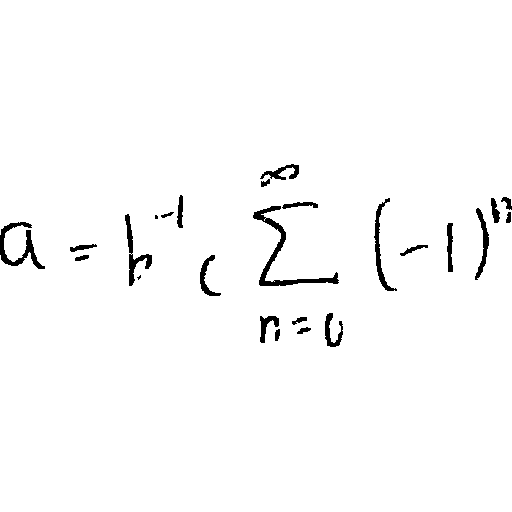 a = b^{-1} c \sum_{n=0}^{\infty} (-1)^n